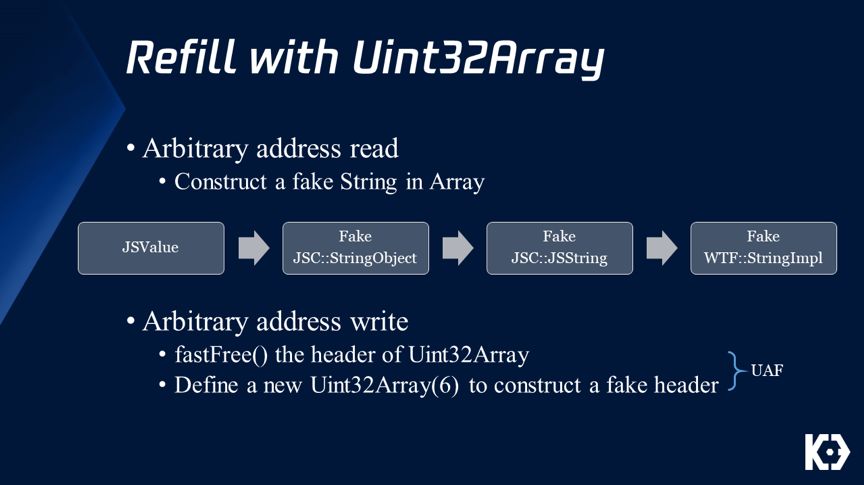 Refill with Uint32Array
• Arbitrary address read
• Construct a fake String in Array
JSValue
Fake
JSC::StringObject
Fake
JSC::JSString
Fake
WTF::StringImpl
• Arbitrary address write
• fastFree() the header of Uint32Array
• Define a new Uint32Array(6) to construct a fake header
UAF